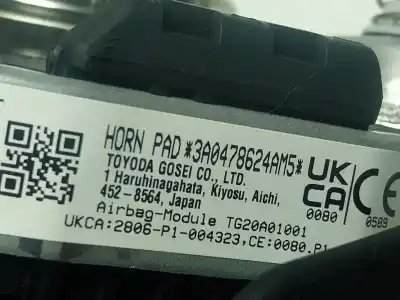 HORN PAD *3A0478624AM5*
TOYODA GOSEI CO., LTD.
1 Haruhinagahata, Kiyosu, Aichi,
452-8564, Japan
Airbag-Module TG20A01001
UKCA:2806-P1-004323,CE:0080.P1
UK
CA
0080
CE
0589